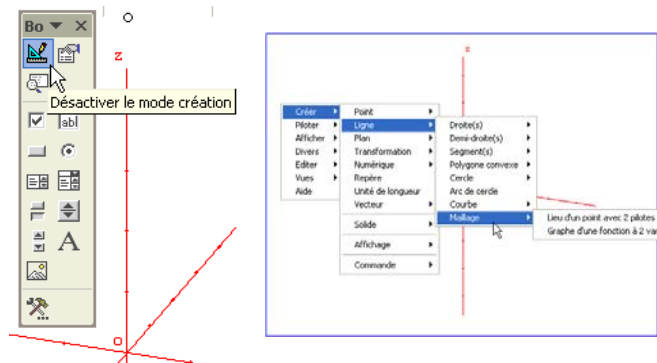 Bo
z
Désactiver le mode création
abl
A
o
z
Créer
Piloter
Afficher
Divers
Editer
Vues
Aide
Point
Ligne
Plan
Transformation
Numérique
Repère
Unité de longueur
Vecteur
Solide
Affichage
Commande
Droite(s)
Demi-droite(s)
Segment(s)
Polygone convexe
Cercle
Arc de cercle
Courbe
Maillage
Lieu d'un point avec 2 pilotes
Graphe d'une fonction à 2 var